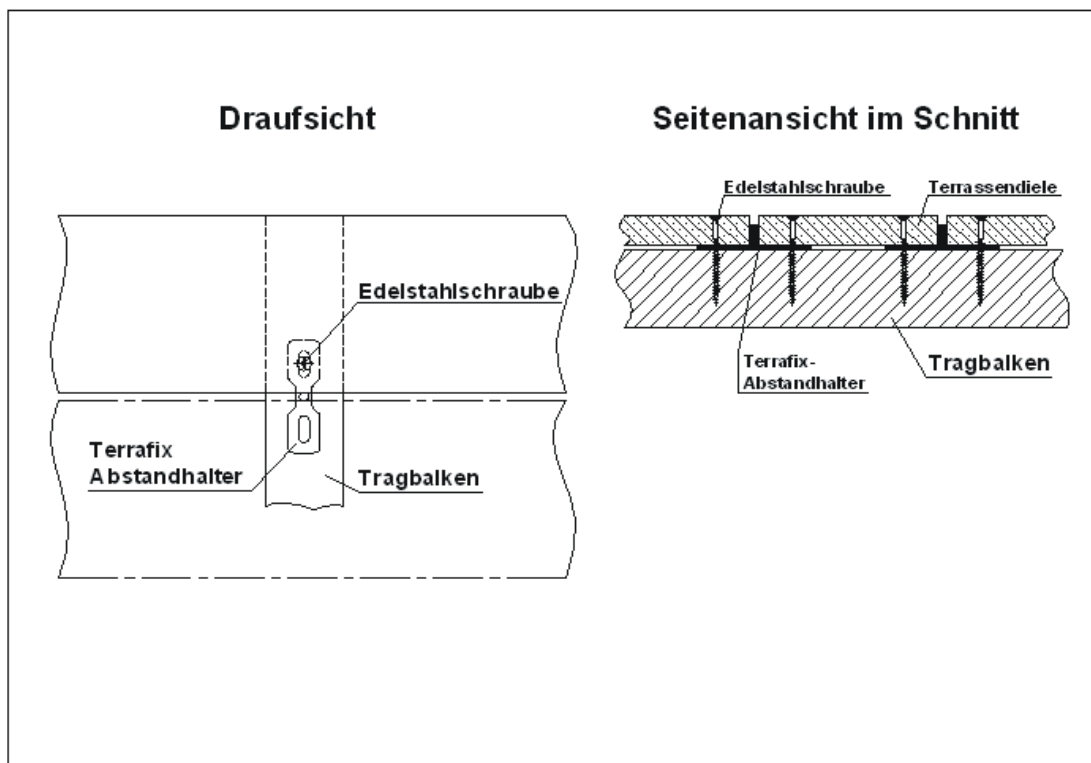 Draufsicht
Edelstahlschraube
Terrafix
Abstandhalter
Tragbalken
Seitenansicht im Schnitt
Edelstahlschraube
Terrassendiele
Terrafix-
Abstandhalter
Tragbalken